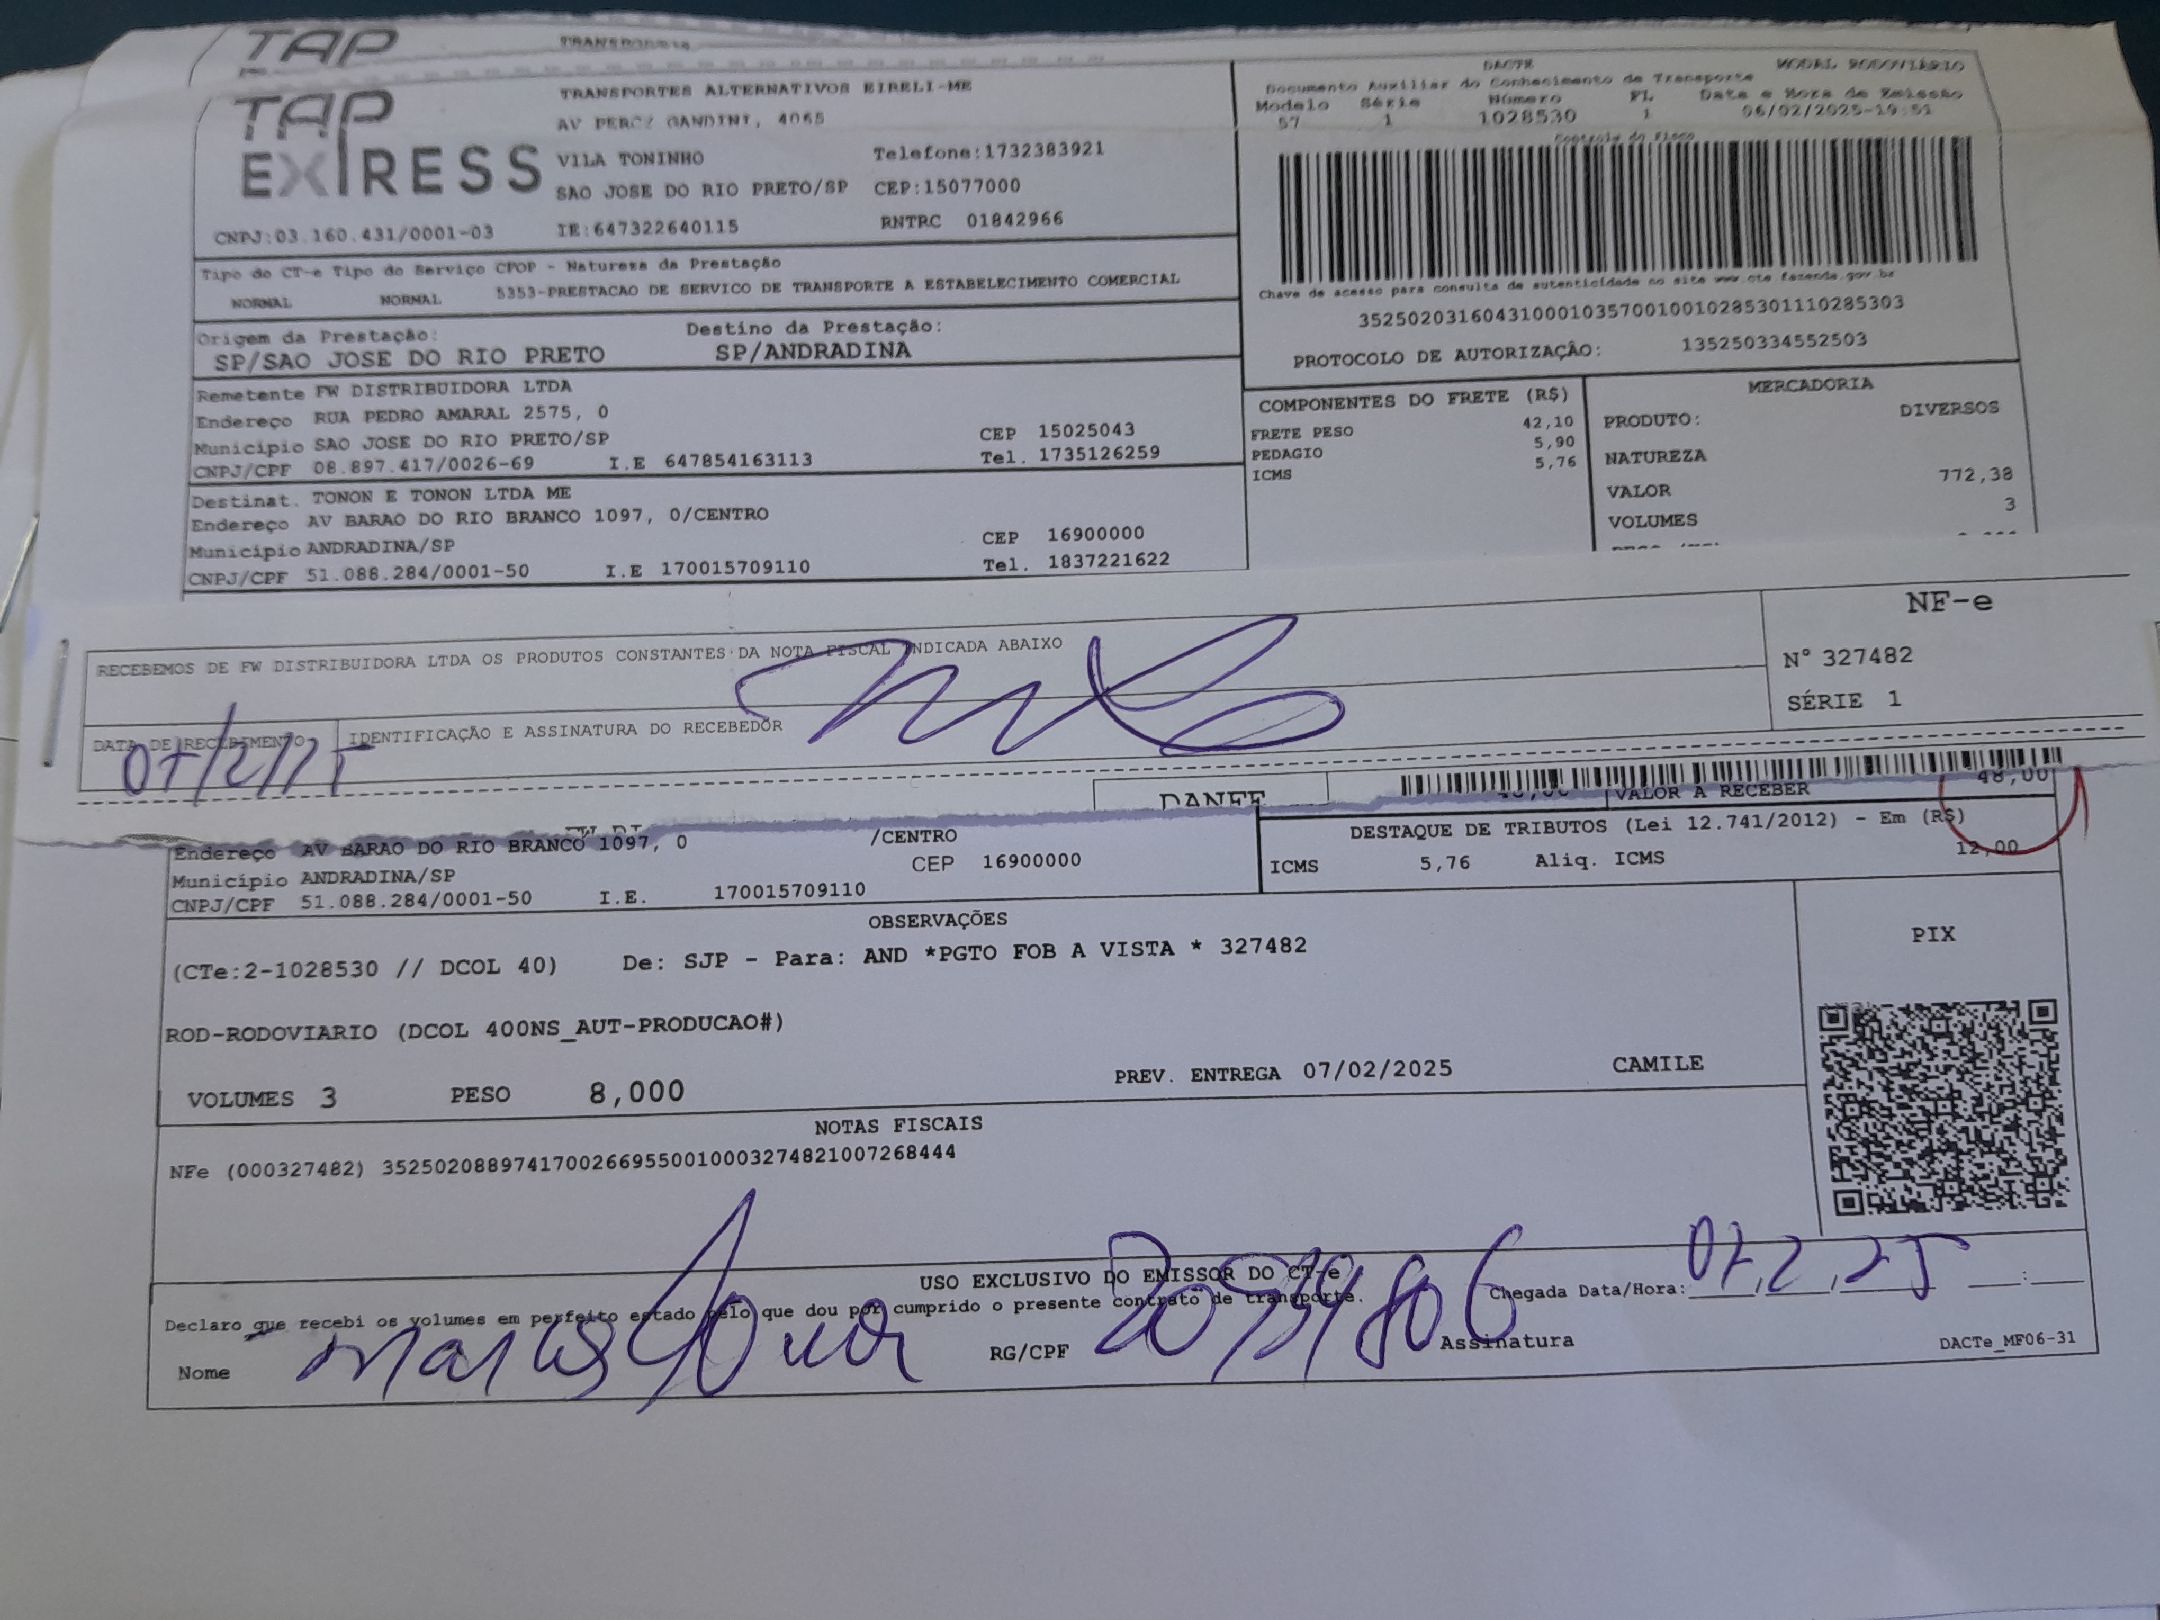 TAP
TRANSPORTES
TAP
EXPRESS
TRANSPORTES ALTERNATIVOS EIRELI-ME
AV PERCY GANDINI, 4065
VILA TONINHO Telefone:1732383921
SAO JOSE DO RIO PRETO/SP CEP:15077000
CNPJ:03.160.431/0001-03 IE:647322640115 RNTRC 01842966
DACTE MODAL RODOVIARIO
Documento Auxiliar do Conhecimento de Transporte
Modelo Série Número FL Data e Hora de Emissão
57 1 1028530 1 06/02/2025-19:51
Controle do Fisco
Chave de acesso para consulta de autenticidade no site www.cte.fazenda.gov.br
35250203160431000103570010010285301110285303
PROTOCOLO DE AUTORIZAÇÃO: 135250334552503
Tipo do CT-e Tipo do Serviço CFOP - Natureza da Prestação
NORMAL NORMAL 5353-PRESTACAO DE SERVICO DE TRANSPORTE A ESTABELECIMENTO COMERCIAL
Origem da Prestação: Destino da Prestação:
SP/SAO JOSE DO RIO PRETO SP/ANDRADINA
Remetente FW DISTRIBUIDORA LTDA
Endereço RUA PEDRO AMARAL 2575, 0
Município SAO JOSE DO RIO PRETO/SP CEP 15025043
CNPJ/CPF 08.897.417/0026-69 I.E 647854163113 Tel. 1735126259
Destinat. TONON E TONON LTDA ME
Endereço AV BARAO DO RIO BRANCO 1097, 0/CENTRO
Município ANDRADINA/SP CEP 16900000
CNPJ/CPF 51.088.284/0001-50 I.E 170015709110 Tel. 1837221622
COMPONENTES DO FRETE (R$)
FRETE PESO 42,10
PEDAGIO 5,90
ICMS 5,76
MERCADORIA
PRODUTO: DIVERSOS
NATUREZA
VALOR 772,38
VOLUMES 3
RECEBEMOS DE FW DISTRIBUIDORA LTDA OS PRODUTOS CONSTANTES DA NOTA FISCAL INDICADA ABAIXO
NF-e
N° 327482
SÉRIE 1
DATA DE RECEBIMENTO IDENTIFICAÇÃO E ASSINATURA DO RECEBEDOR
07/2/25
DANFE
VALOR A RECEBER 48,00
Endereço AV BARAO DO RIO BRANCO 1097, 0 /CENTRO
Município ANDRADINA/SP CEP 16900000
CNPJ/CPF 51.088.284/0001-50 I.E. 170015709110
DESTAQUE DE TRIBUTOS (Lei 12.741/2012) - Em (R$)
ICMS 5,76 Aliq. ICMS 12,00
OBSERVAÇÕES
(CTe:2-1028530 // DCOL 40) De: SJP - Para: AND *PGTO FOB A VISTA * 327482
ROD-RODOVIARIO (DCOL 400NS_AUT-PRODUCAO#)
VOLUMES 3 PESO 8,000 PREV. ENTREGA 07/02/2025 CAMILE
PIX
NOTAS FISCAIS
NFe (000327482) 35250208897417002669550010003274821007268444
USO EXCLUSIVO DO EMISSOR DO CT-e
Declaro que recebi os volumes em perfeito estado pelo que dou por cumprido o presente contrato de transporte.
Chegada Data/Hora: 07,2,25 __:__
Nome Marcos RG/CPF Assinatura
DACTe_MF06-31